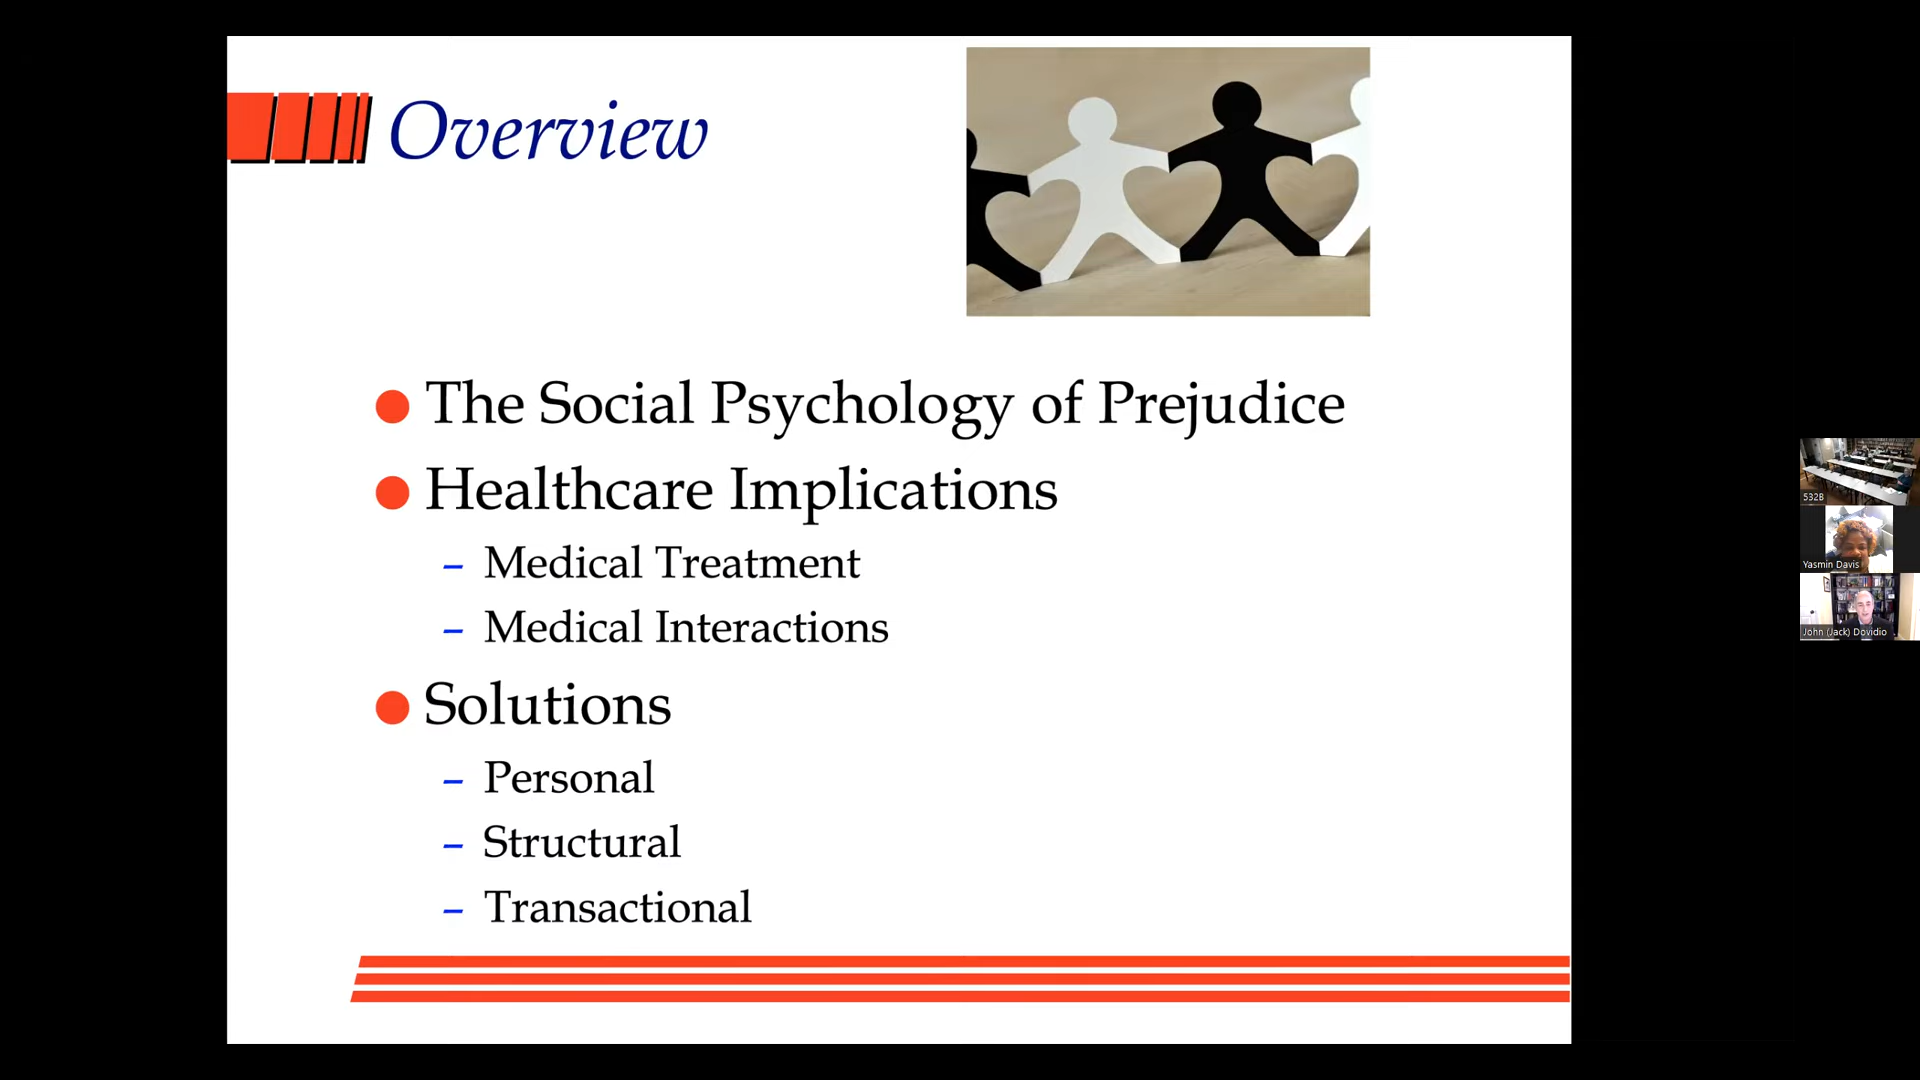 Overview
The Social Psychology of Prejudice
Healthcare Implications
– Medical Treatment
– Medical Interactions
Solutions
– Personal
– Structural
– Transactional
532B
Yasmin Davis
John (Jack) Dovidio